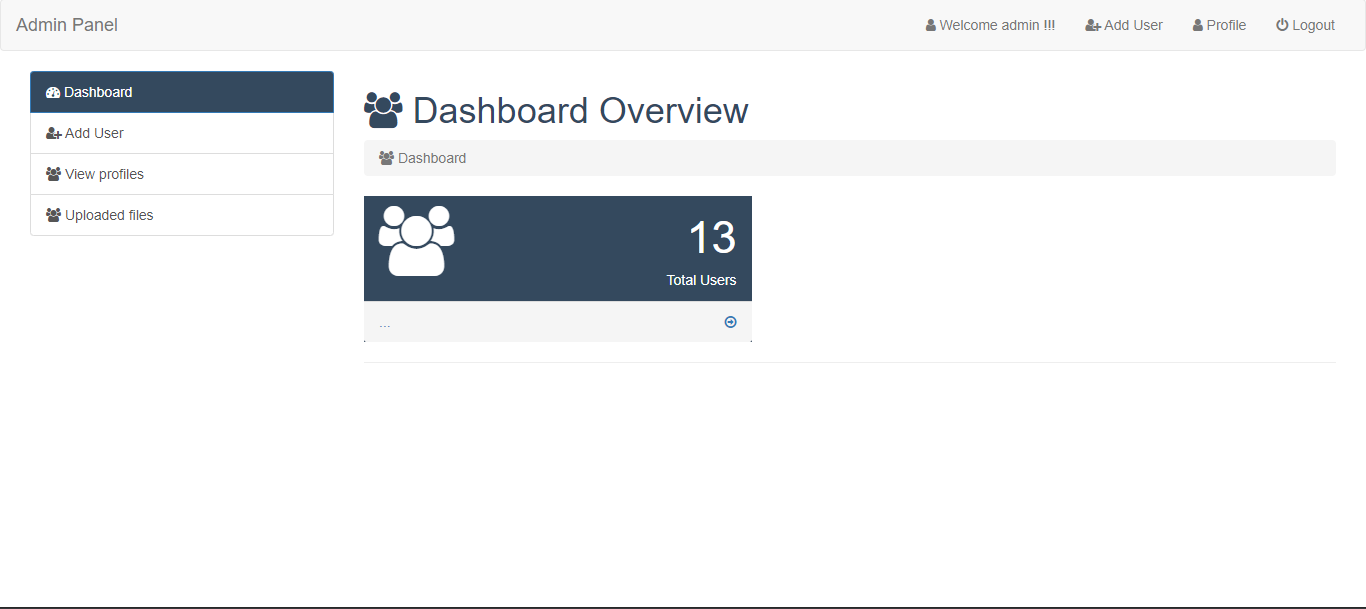 Admin Panel
Welcome admin !!! Add User Profile Logout
Dashboard
Add User
View profiles
Uploaded files
Dashboard Overview
Dashboard
13
Total Users
...